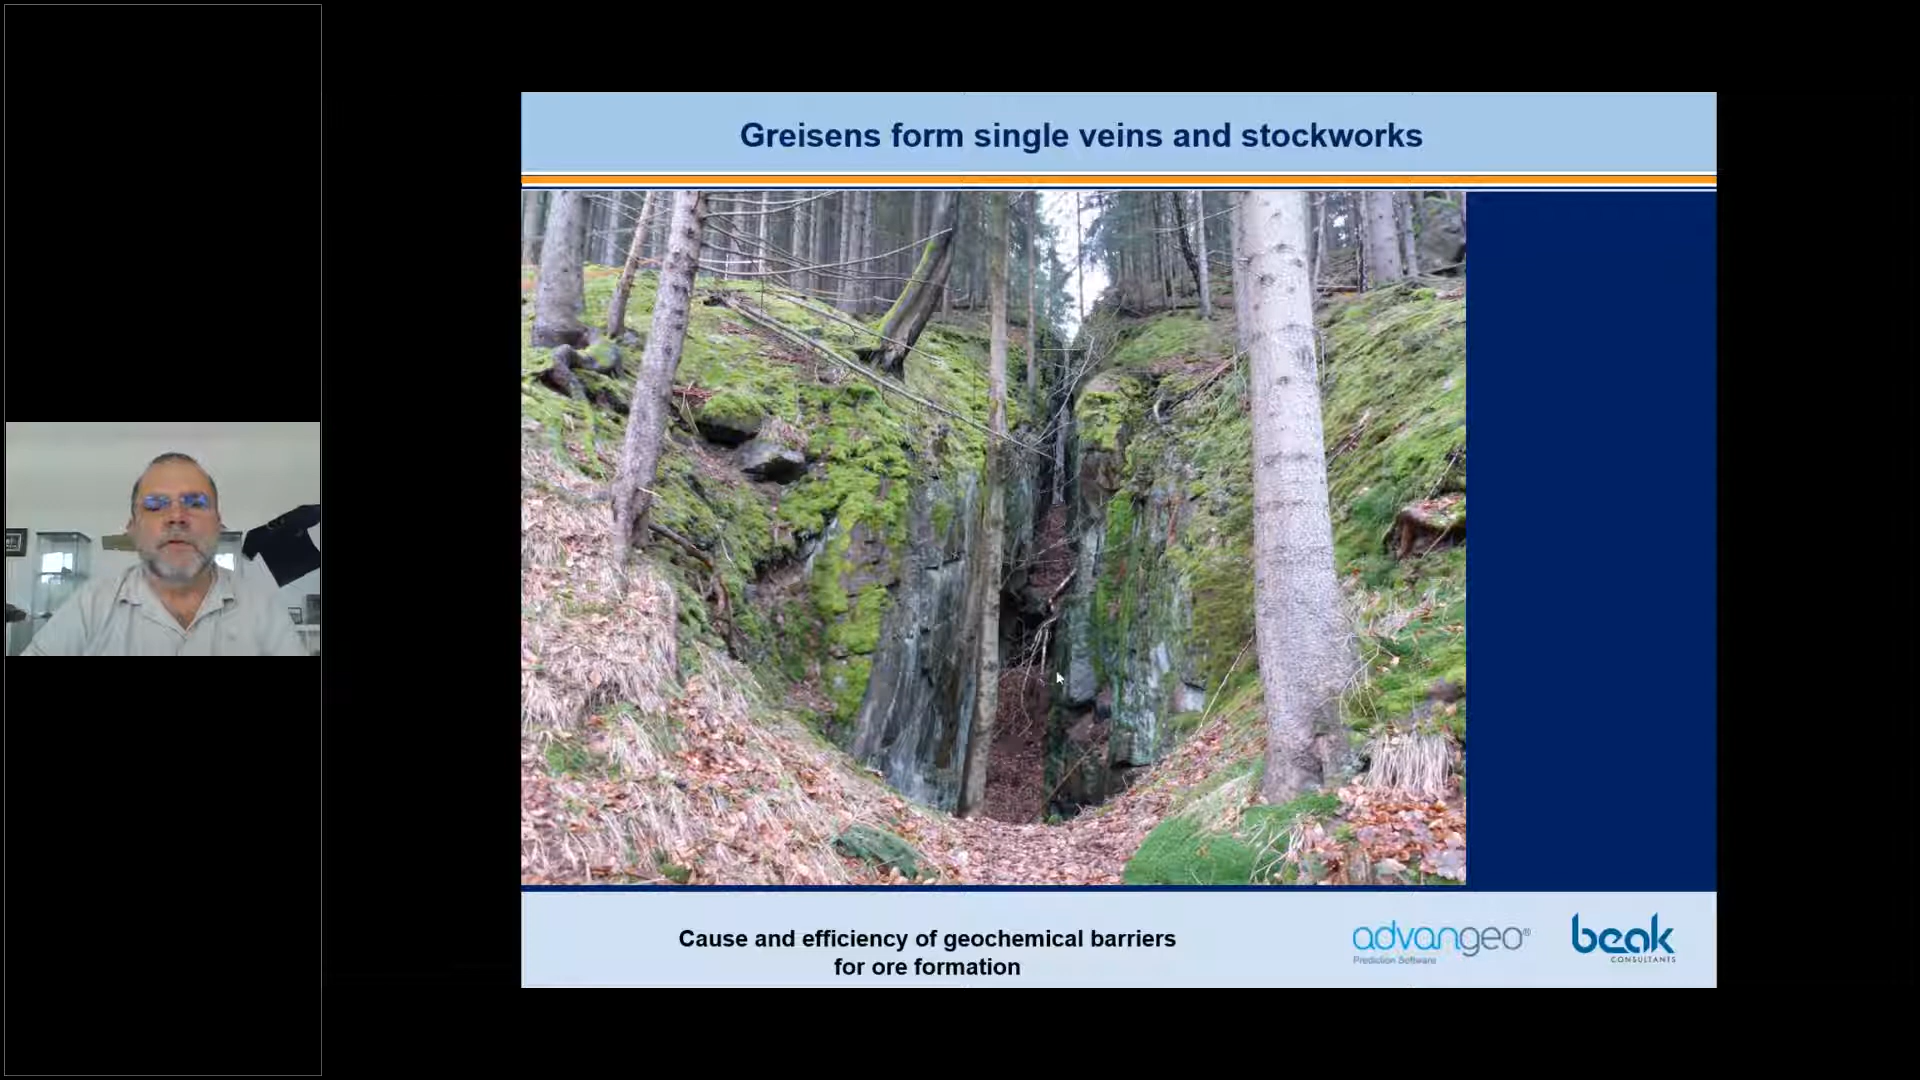 Greisens form single veins and stockworks
Cause and efficiency of geochemical barriers
for ore formation
advangeo®
Prediction Software
beak
CONSULTANTS